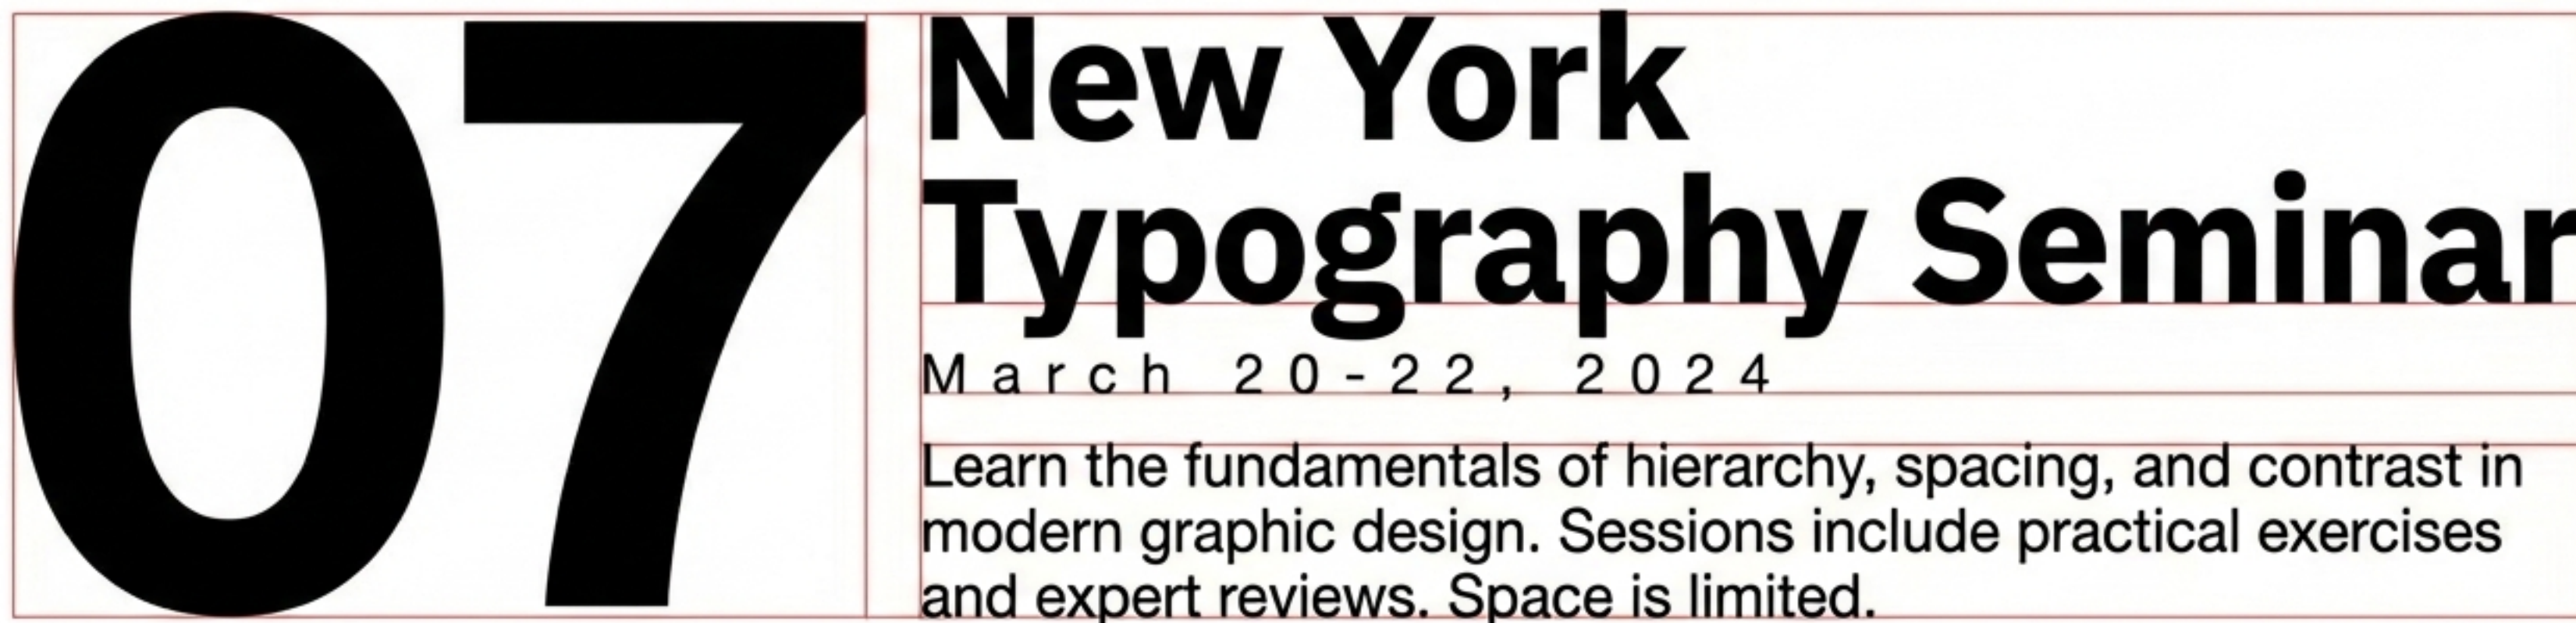 07
New York
Typography Seminar
March 20-22, 2024
Learn the fundamentals of hierarchy, spacing, and contrast in
modern graphic design. Sessions include practical exercises
and expert reviews. Space is limited.